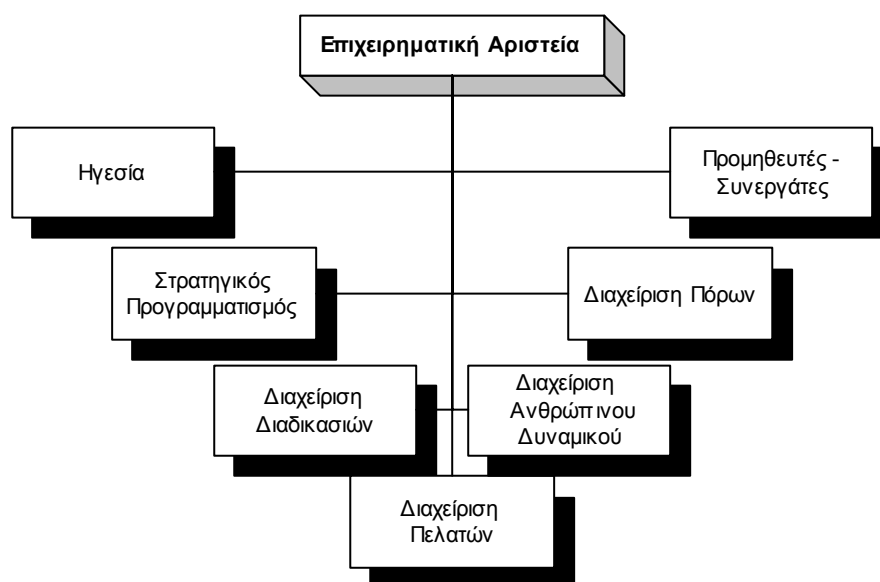 Επιχειρηματική Αριστεία
Ηγεσία
Προμηθευτές -
Συνεργάτες
Στρατηγικός
Προγραμματισμός
Διαχείριση Πόρων
Διαχείριση
Διαδικασιών
Διαχείριση
Ανθρώπινου
Δυναμικού
Διαχείριση
Πελατών